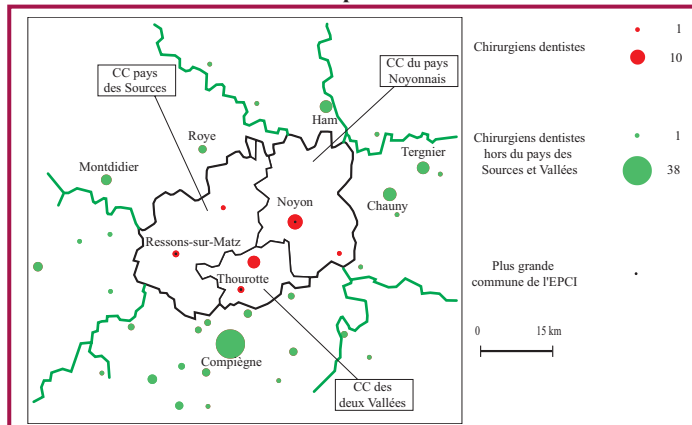 CC pays
des Sources
CC du pays
Noyonnais
Ham
Roye
Tergnier
Montdidier
Chauny
Noyon
Ressons-sur-Matz
Thourotte
Compiègne
CC des
deux Vallées
Chirurgiens dentistes
1
10
Chirurgiens dentistes
hors du pays des
Sources et Vallées
1
38
Plus grande
commune de l'EPCI
0 15 km